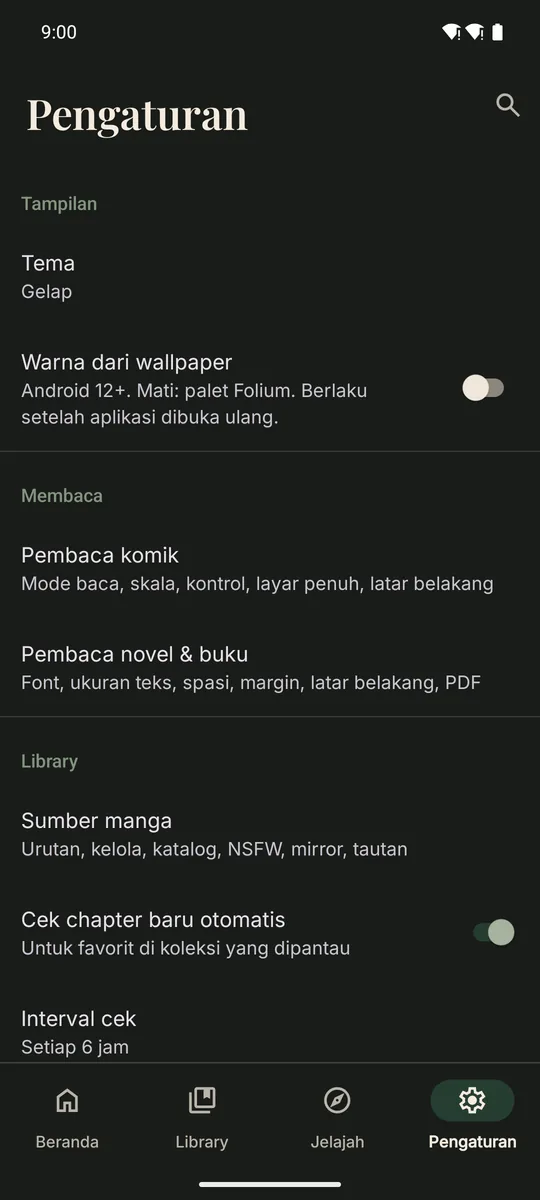 9:00
Pengaturan
Tampilan
Tema
Gelap
Warna dari wallpaper
Android 12+. Mati: palet Folium. Berlaku
setelah aplikasi dibuka ulang.
Membaca
Pembaca komik
Mode baca, skala, kontrol, layar penuh, latar belakang
Pembaca novel & buku
Font, ukuran teks, spasi, margin, latar belakang, PDF
Library
Sumber manga
Urutan, kelola, katalog, NSFW, mirror, tautan
Cek chapter baru otomatis
Untuk favorit di koleksi yang dipantau
Interval cek
Setiap 6 jam
Beranda
Library
Jelajah
Pengaturan